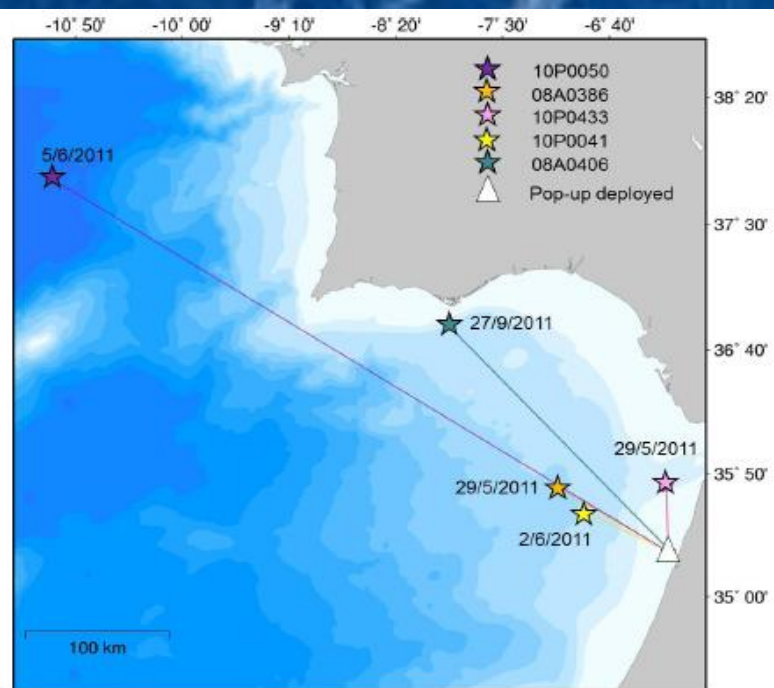 -10° 50' -10° 00' -9° 10' -8° 20' -7° 30' -6° 40'
10P0050
08A0386
10P0433
10P0041
08A0406
Pop-up deployed
38° 20'
5/6/2011
37° 30'
27/9/2011
36° 40'
29/5/2011
35° 50'
29/5/2011
2/6/2011
35° 00'
100 km